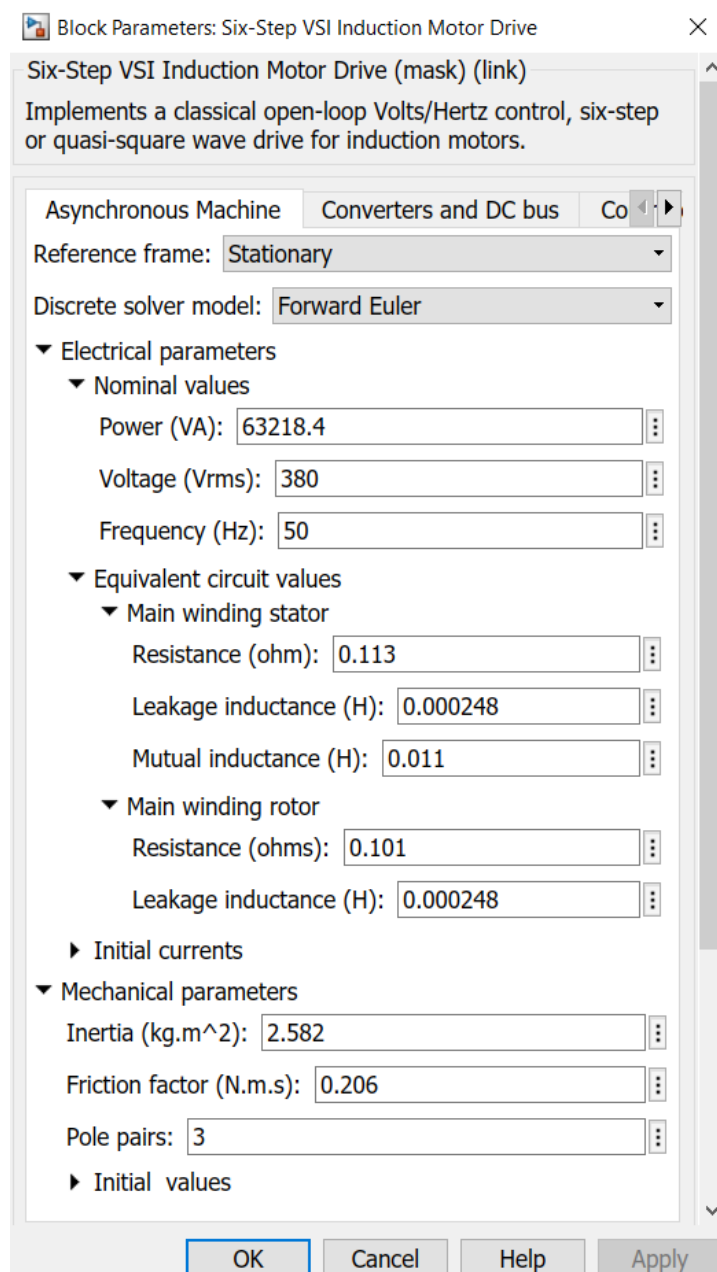 Block Parameters: Six-Step VSI Induction Motor Drive
Six-Step VSI Induction Motor Drive (mask) (link)
Implements a classical open-loop Volts/Hertz control, six-step
or quasi-square wave drive for induction motors.
Asynchronous Machine Converters and DC bus Co
Reference frame: Stationary
Discrete solver model: Forward Euler
Electrical parameters
Nominal values
Power (VA): 63218.4
Voltage (Vrms): 380
Frequency (Hz): 50
Equivalent circuit values
Main winding stator
Resistance (ohm): 0.113
Leakage inductance (H): 0.000248
Mutual inductance (H): 0.011
Main winding rotor
Resistance (ohms): 0.101
Leakage inductance (H): 0.000248
Initial currents
Mechanical parameters
Inertia (kg.m^2): 2.582
Friction factor (N.m.s): 0.206
Pole pairs: 3
Initial values
OK Cancel Help Apply